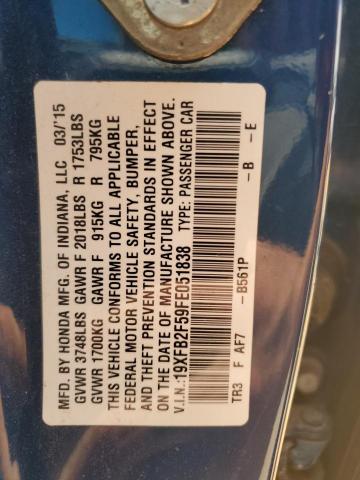 MFD. BY HONDA MFG. OF INDIANA, LLC 03/'15
GVWR 3748LBS GAWR F 2018LBS R 1753LBS
GVWR 1700KG GAWR F 915KG R 795KG
THIS VEHICLE CONFORMS TO ALL APPLICABLE
FEDERAL MOTOR VEHICLE SAFETY, BUMPER,
AND THEFT PREVENTION STANDARDS IN EFFECT
ON THE DATE OF MANUFACTURE SHOWN ABOVE.
V.I.N.:19XFB2F59FE051838 TYPE: PASSENGER CAR
TR3 F AF7 -B561P -B -E